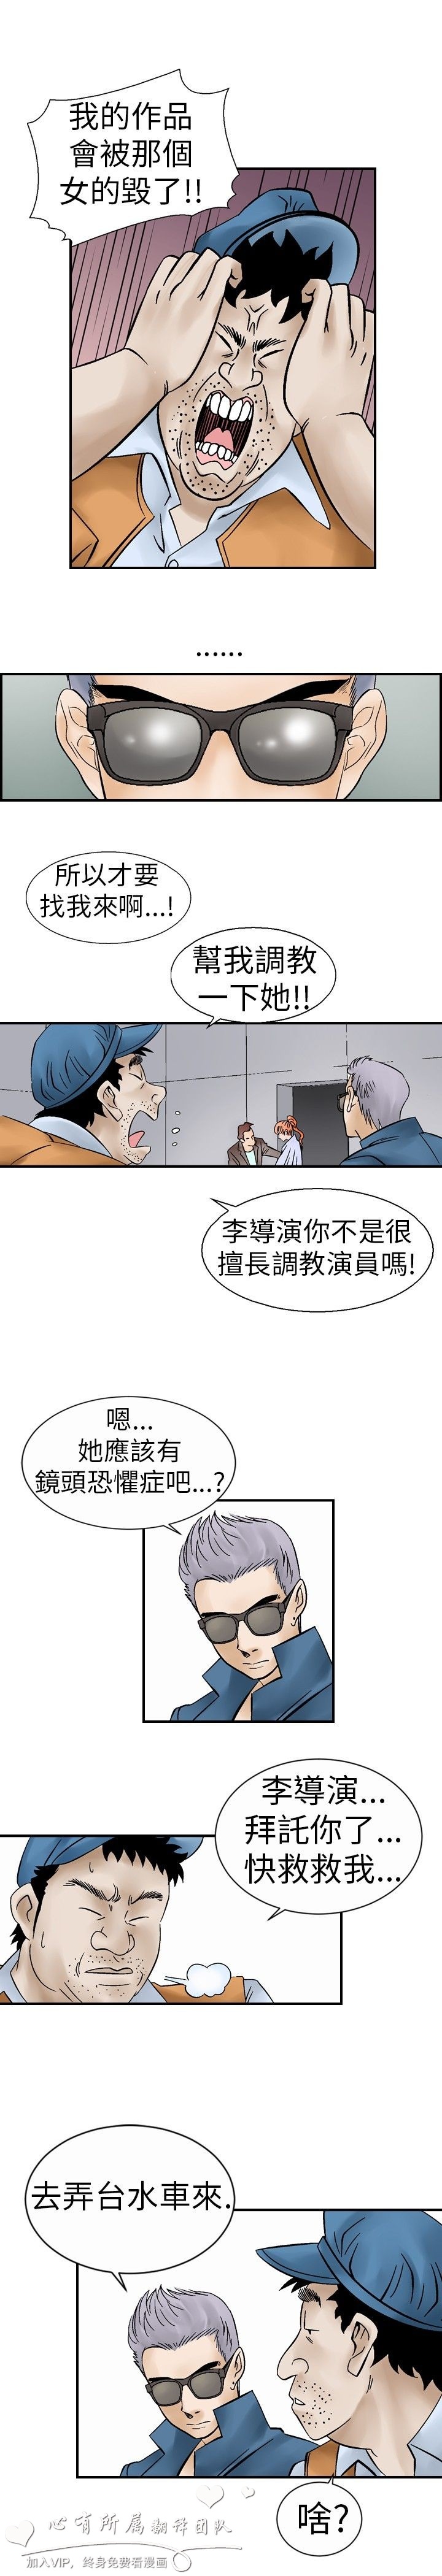 我的作品
會被那個
女的毀了!!
......
所以才要
找我來啊...!
幫我調教
一下她!!
李導演你不是很
擅長調教演員嗎!
嗯...
她應該有
鏡頭恐懼症吧...?
李導演...
拜託你了...
快救救我...
去弄台水車來.
啥?
心有所属翻译团队
加入VIP，终身免费看漫画